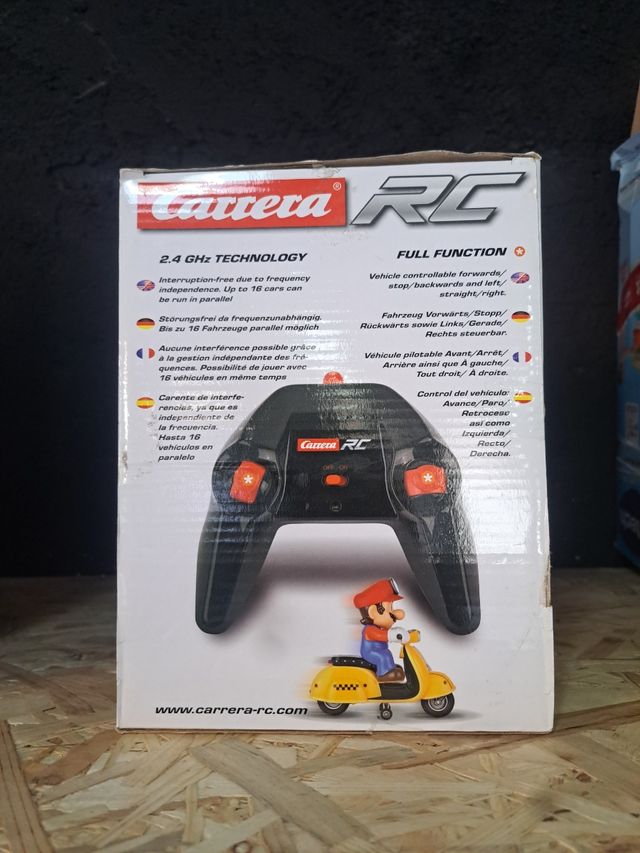 Carrera® RC
2.4 GHz TECHNOLOGY
Interruption-free due to frequency
independence. Up to 16 cars can
be run in parallel
Störungsfrei da frequenzunabhängig.
Bis zu 16 Fahrzeuge parallel möglich
Aucune interférence possible grâce
à la gestion indépendante des fré-
quences. Possibilité de jouer avec
16 véhicules en même temps
Carente de interfe-
rencias, ya que es
independiente de
la frecuencia.
Hasta 16
vehículos en
paralelo
FULL FUNCTION
Vehicle controllable forwards/
stop/backwards and left/
straight/right.
Fahrzeug Vorwärts/Stopp/
Rückwärts sowie Links/Gerade/
Rechts steuerbar.
Véhicule pilotable Avant/Arrêt/
Arrière ainsi que À gauche/
Tout droit/ À droite.
Control del vehículo:
Avance/Paro/
Retroceso
así como
Izquierda/
Recto/
Derecha.
Carrera RC
OFF ON
www.carrera-rc.com